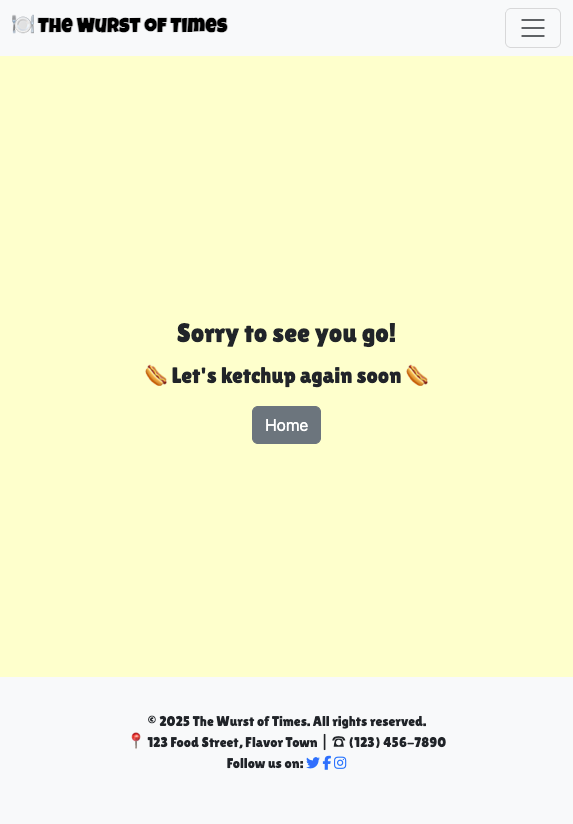 🍽️ The Wurst of Times
Sorry to see you go!
🌭 Let's ketchup again soon 🌭
Home
© 2025 The Wurst of Times. All rights reserved.
📍 123 Food Street, Flavor Town | ☎ (123) 456-7890
Follow us on: